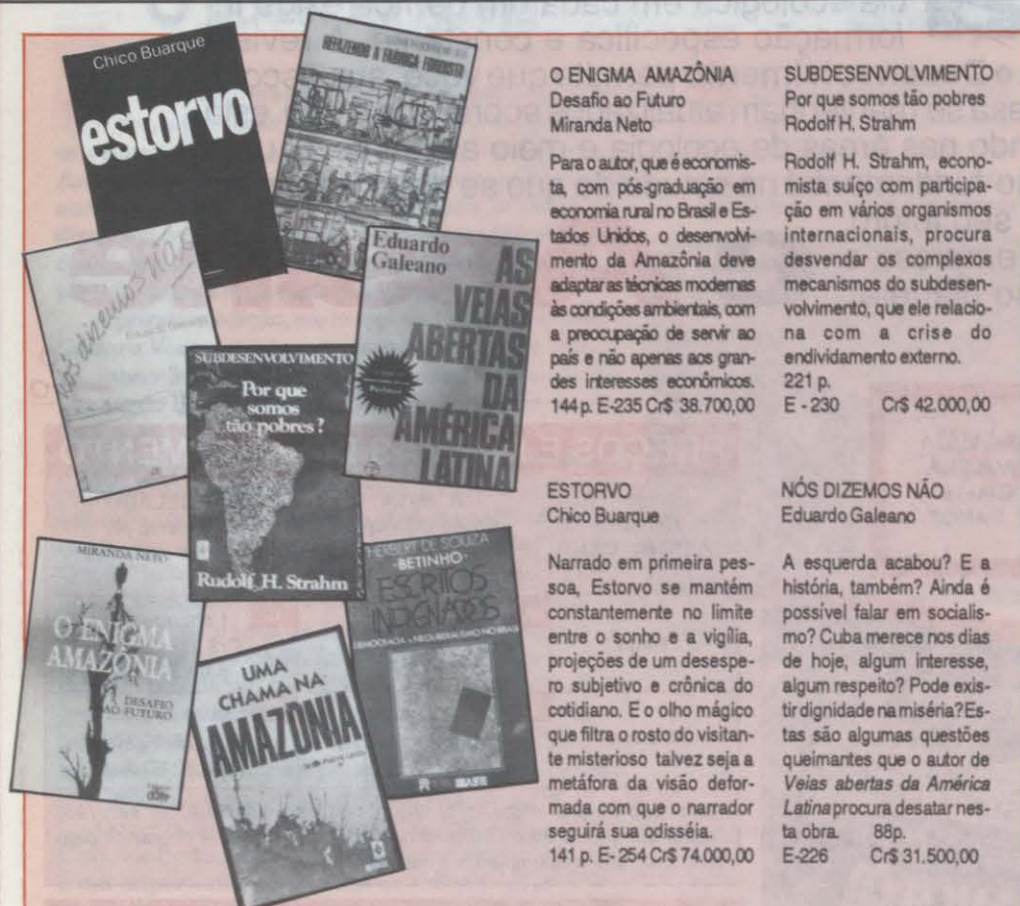 Chico Buarque
estorvo
REFAZENDO A FÁBRICA FORDISTA
Nós dizemos não
Eduardo
Galeano
AS
VEIAS
ABERTAS
DA
AMÉRICA
LATINA
SUBDESENVOLVIMENTO
Por que
somos
tão pobres?
Rudolf H. Strahm
MIRANDA NETO
O ENIGMA
AMAZÔNIA
DESAFIO
AO FUTURO
UMA
CHAMA NA
AMAZÔNIA
HERBERT DE SOUZA
·BETINHO·
ESCRITOS
INDIGNADOS
DEMOCRACIA × NEOLIBERALISMO NO BRASIL
O ENIGMA AMAZÔNIA
Desafio ao Futuro
Miranda Neto
Para o autor, que é economis-
ta, com pós-graduação em
economia rural no Brasil e Es-
tados Unidos, o desenvolvi-
mento da Amazônia deve
adaptar as técnicas modernas
às condições ambientais, com
a preocupação de servir ao
país e não apenas aos gran-
des interesses econômicos.
144 p. E-235 Cr$ 38.700,00
ESTORVO
Chico Buarque
Narrado em primeira pes-
soa, Estorvo se mantém
constantemente no limite
entre o sonho e a vigília,
projeções de um desespe-
ro subjetivo e crônica do
cotidiano. E o olho mágico
que filtra o rosto do visitan-
te misterioso talvez seja a
metáfora da visão defor-
mada com que o narrador
seguirá sua odisséia.
141 p. E- 254 Cr$ 74.000,00
SUBDESENVOLVIMENTO
Por que somos tão pobres
Rodolf H. Strahm
Rodolf H. Strahm, econo-
mista suíço com participa-
ção em vários organismos
internacionais, procura
desvendar os complexos
mecanismos do subdesen-
volvimento, que ele relacio-
na com a crise do
endividamento externo.
221 p.
E - 230 Cr$ 42.000,00
NÓS DIZEMOS NÃO
Eduardo Galeano
A esquerda acabou? E a
história, também? Ainda é
possível falar em socialis-
mo? Cuba merece nos dias
de hoje, algum interesse,
algum respeito? Pode exis-
tir dignidade na miséria? Es-
tas são algumas questões
queimantes que o autor de
Veias abertas da América
Latina procura desatar nes-
ta obra. 88p.
E-226 Cr$ 31.500,00